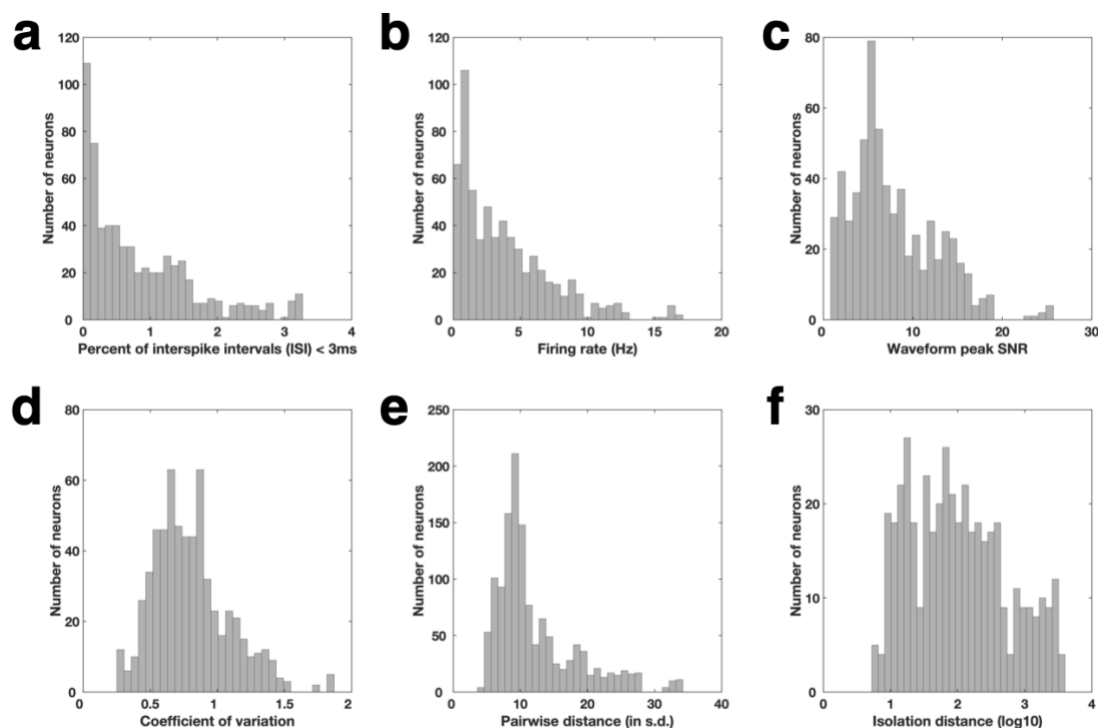 a
120
100
80
60
40
20
0
Number of neurons
0 1 2 3 4
Percent of interspike intervals (ISI) < 3ms
b
120
100
80
60
40
20
0
Number of neurons
0 5 10 15 20
Firing rate (Hz)
c
80
60
40
20
0
Number of neurons
0 10 20 30
Waveform peak SNR
d
80
60
40
20
0
Number of neurons
0 0.5 1 1.5 2
Coefficient of variation
e
250
200
150
100
50
0
Number of neurons
0 10 20 30 40
Pairwise distance (in s.d.)
f
30
20
10
0
Number of neurons
0 1 2 3 4
Isolation distance (log10)